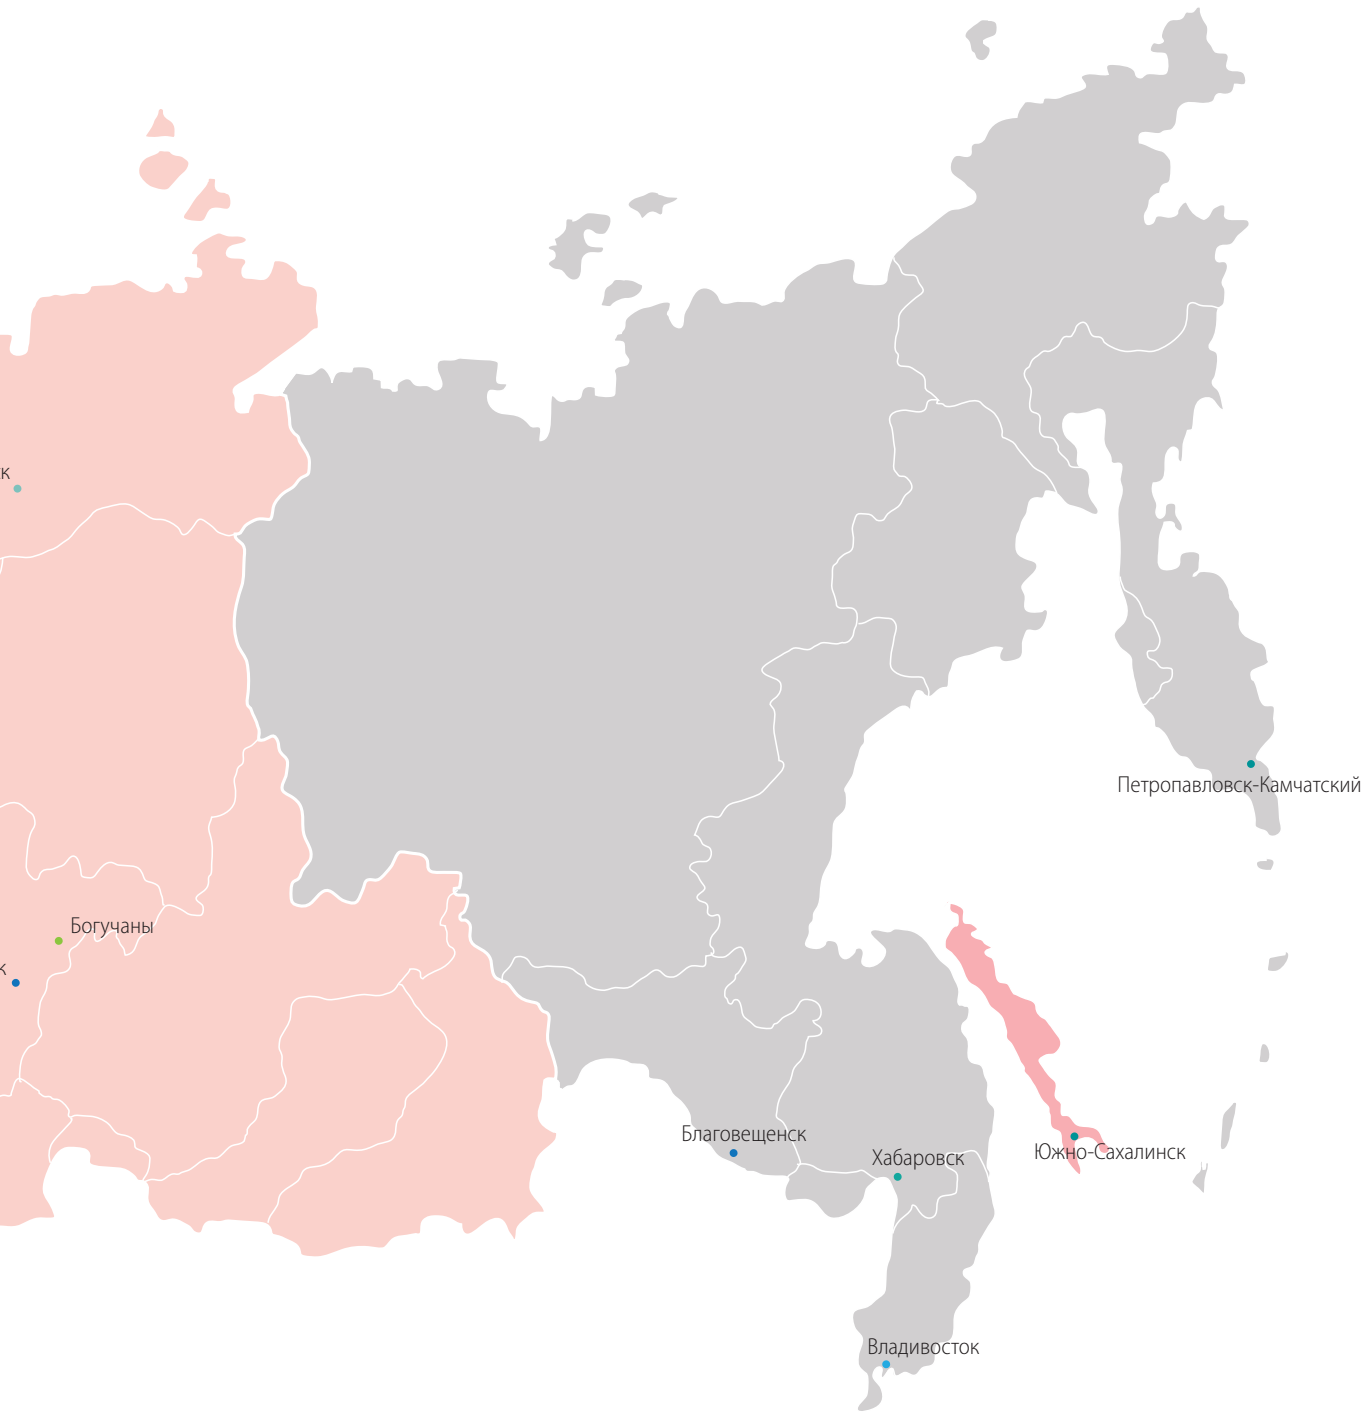 к
Петропавловск-Камчатский
Богучаны
к
Благовещенск
Южно-Сахалинск
Хабаровск
Владивосток